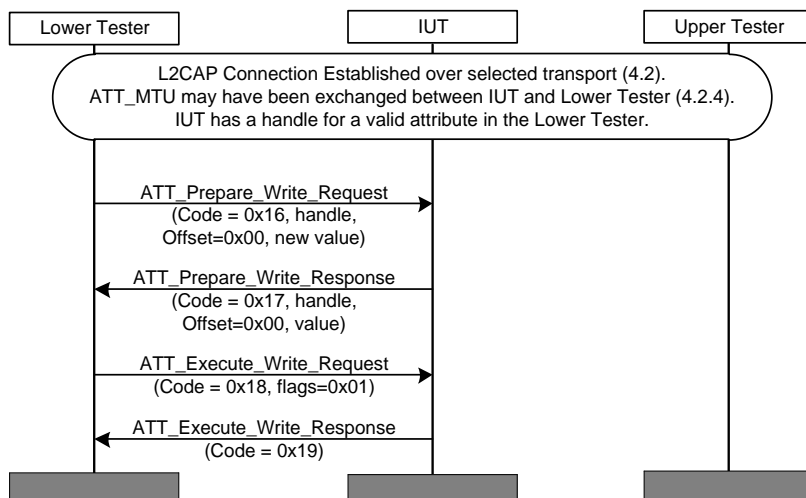 Lower Tester
IUT
Upper Tester
L2CAP Connection Established over selected transport (4.2).
ATT_MTU may have been exchanged between IUT and Lower Tester (4.2.4).
IUT has a handle for a valid attribute in the Lower Tester.
ATT_Prepare_Write_Request
(Code = 0x16, handle,
Offset=0x00, new value)
ATT_Prepare_Write_Response
(Code = 0x17, handle,
Offset=0x00, value)
ATT_Execute_Write_Request
(Code = 0x18, flags=0x01)
ATT_Execute_Write_Response
(Code = 0x19)